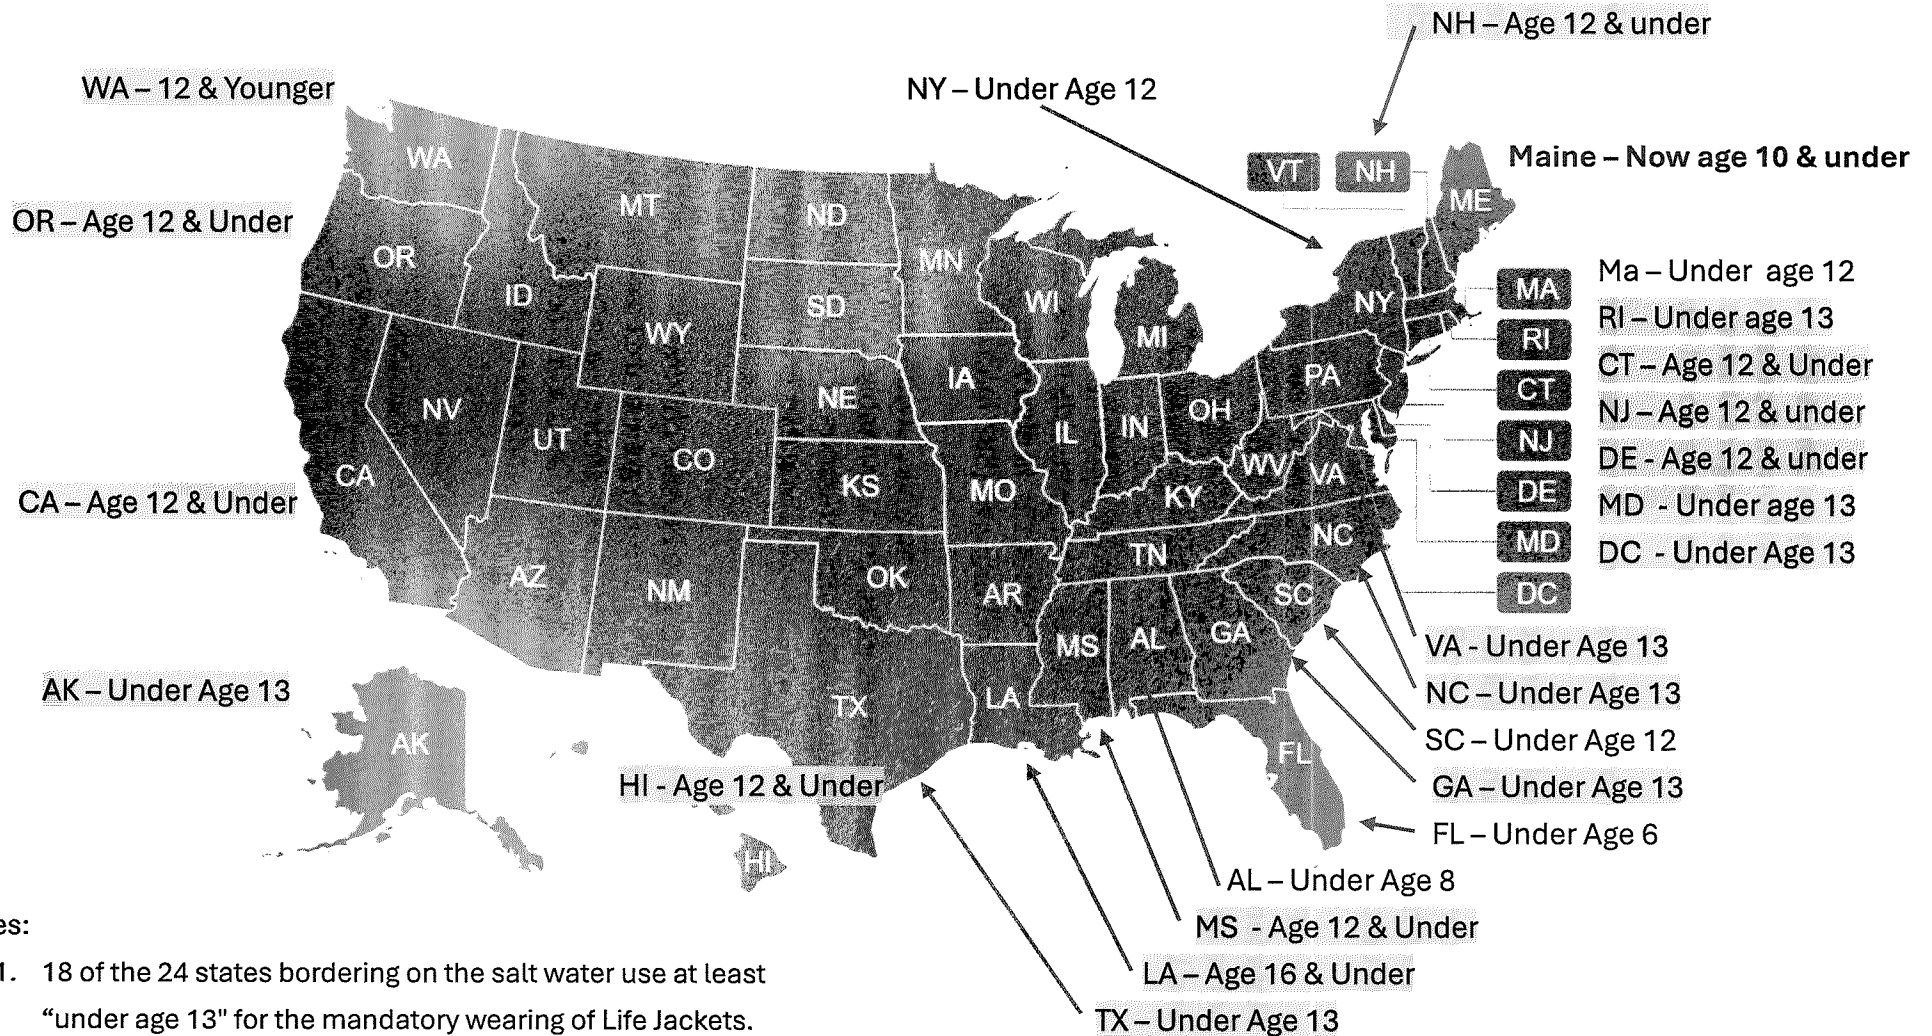 NH – Age 12 & under
WA – 12 & Younger
NY – Under Age 12
Maine – Now age 10 & under
OR – Age 12 & Under
Ma – Under age 12
RI – Under age 13
CT – Age 12 & Under
NJ – Age 12 & under
DE - Age 12 & under
MD - Under age 13
DC - Under Age 13
CA – Age 12 & Under
VA - Under Age 13
NC – Under Age 13
SC – Under Age 12
GA – Under Age 13
FL – Under Age 6
AK – Under Age 13
HI - Age 12 & Under
AL – Under Age 8
MS - Age 12 & Under
LA – Age 16 & Under
TX – Under Age 13
WA
MT
ND
MN
VT
NH
ME
OR
ID
SD
WI
MI
NY
MA
RI
CT
NJ
DE
MD
DC
WY
NE
IA
PA
NV
UT
CO
KS
MO
IL
IN
OH
WV
VA
KY
CA
AZ
NM
OK
AR
TN
NC
SC
MS
AL
GA
TX
LA
FL
AK
HI
es:
1. 18 of the 24 states bordering on the salt water use at least
“under age 13" for the mandatory wearing of Life Jackets.